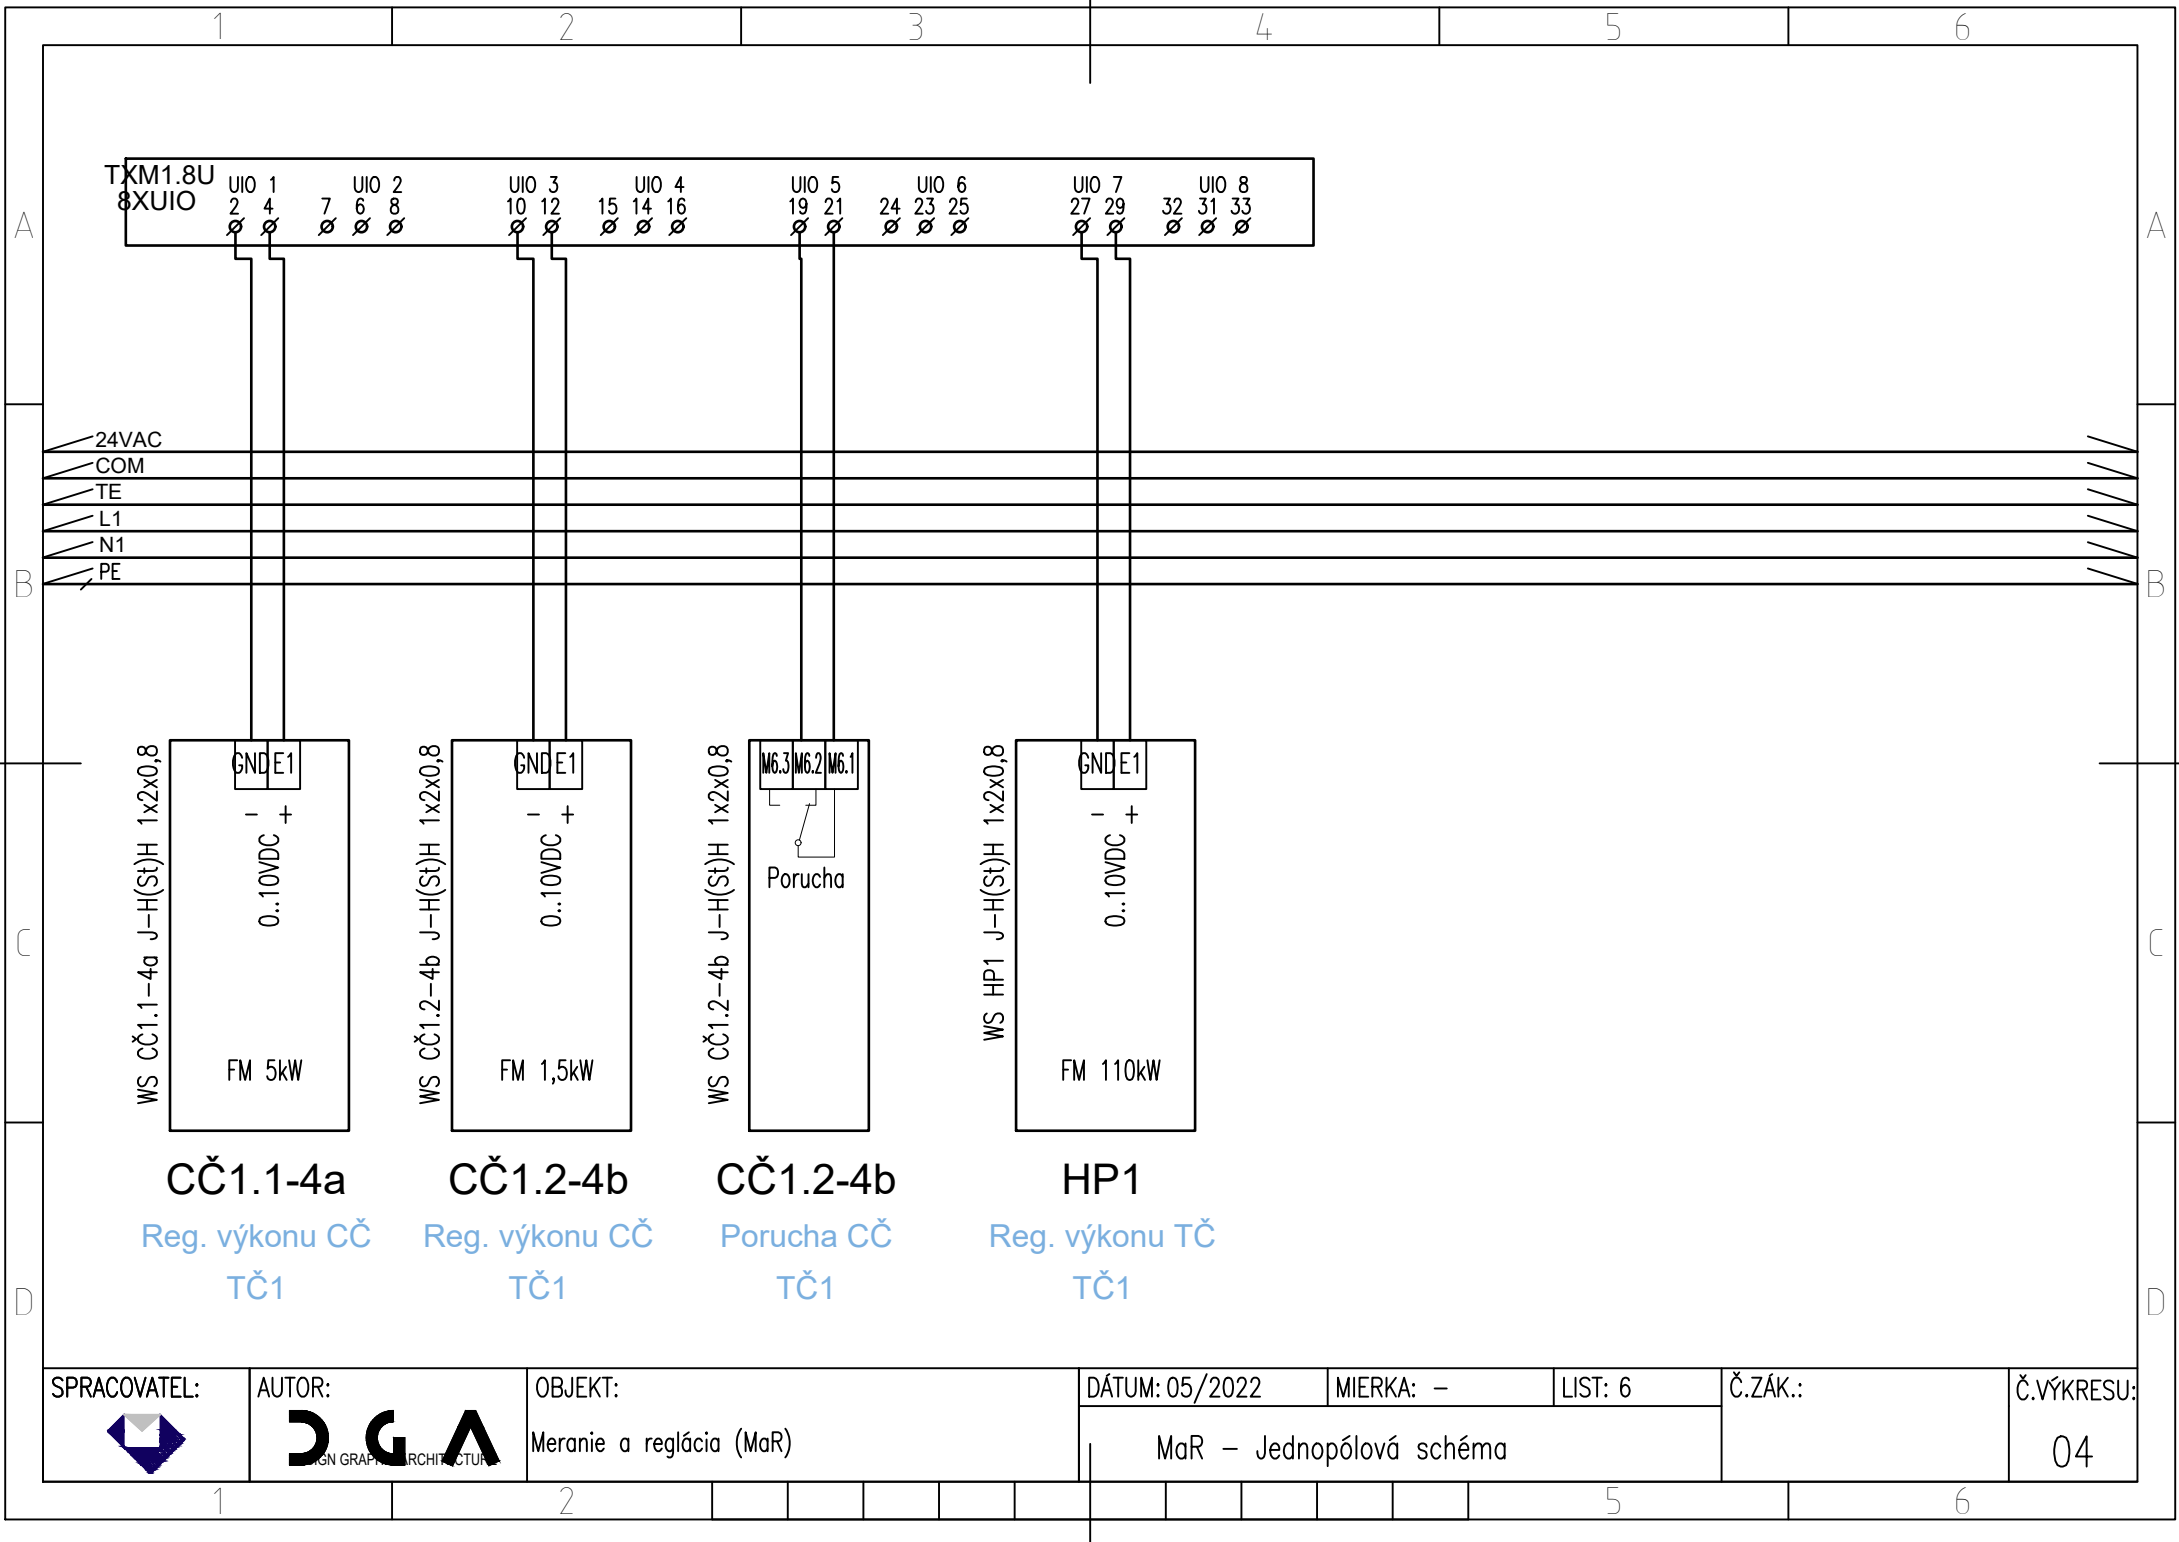 1 2 3 4 5 6
A A
TXM1.8U
8XUIO
UIO 1 UIO 2 UIO 3 UIO 4 UIO 5 UIO 6 UIO 7 UIO 8
2 4 7 6 8 10 12 15 14 16 19 21 24 23 25 27 29 32 31 33
24VAC
COM
TE
L1
N1
PE
B B
WS CČ1.1-4a J-H(St)H 1x2x0,8
GND E1
- +
0..10VDC
FM 5kW
WS CČ1.2-4b J-H(St)H 1x2x0,8
GND E1
- +
0..10VDC
FM 1,5kW
WS CČ1.2-4b J-H(St)H 1x2x0,8
M6.3 M6.2 M6.1
Porucha
WS HP1 J-H(St)H 1x2x0,8
GND E1
- +
0..10VDC
FM 110kW
C C
CČ1.1-4a CČ1.2-4b CČ1.2-4b HP1
Reg. výkonu CČ Reg. výkonu CČ Porucha CČ Reg. výkonu TČ
TČ1 TČ1 TČ1 TČ1
D D
SPRACOVATEL: AUTOR: OBJEKT: DÁTUM: 05/2022 MIERKA: - LIST: 6 Č.ZÁK.: Č.VÝKRESU:
DGA
Meranie a reglácia (MaR)
MaR - Jednopólová schéma
04
1 2 5 6